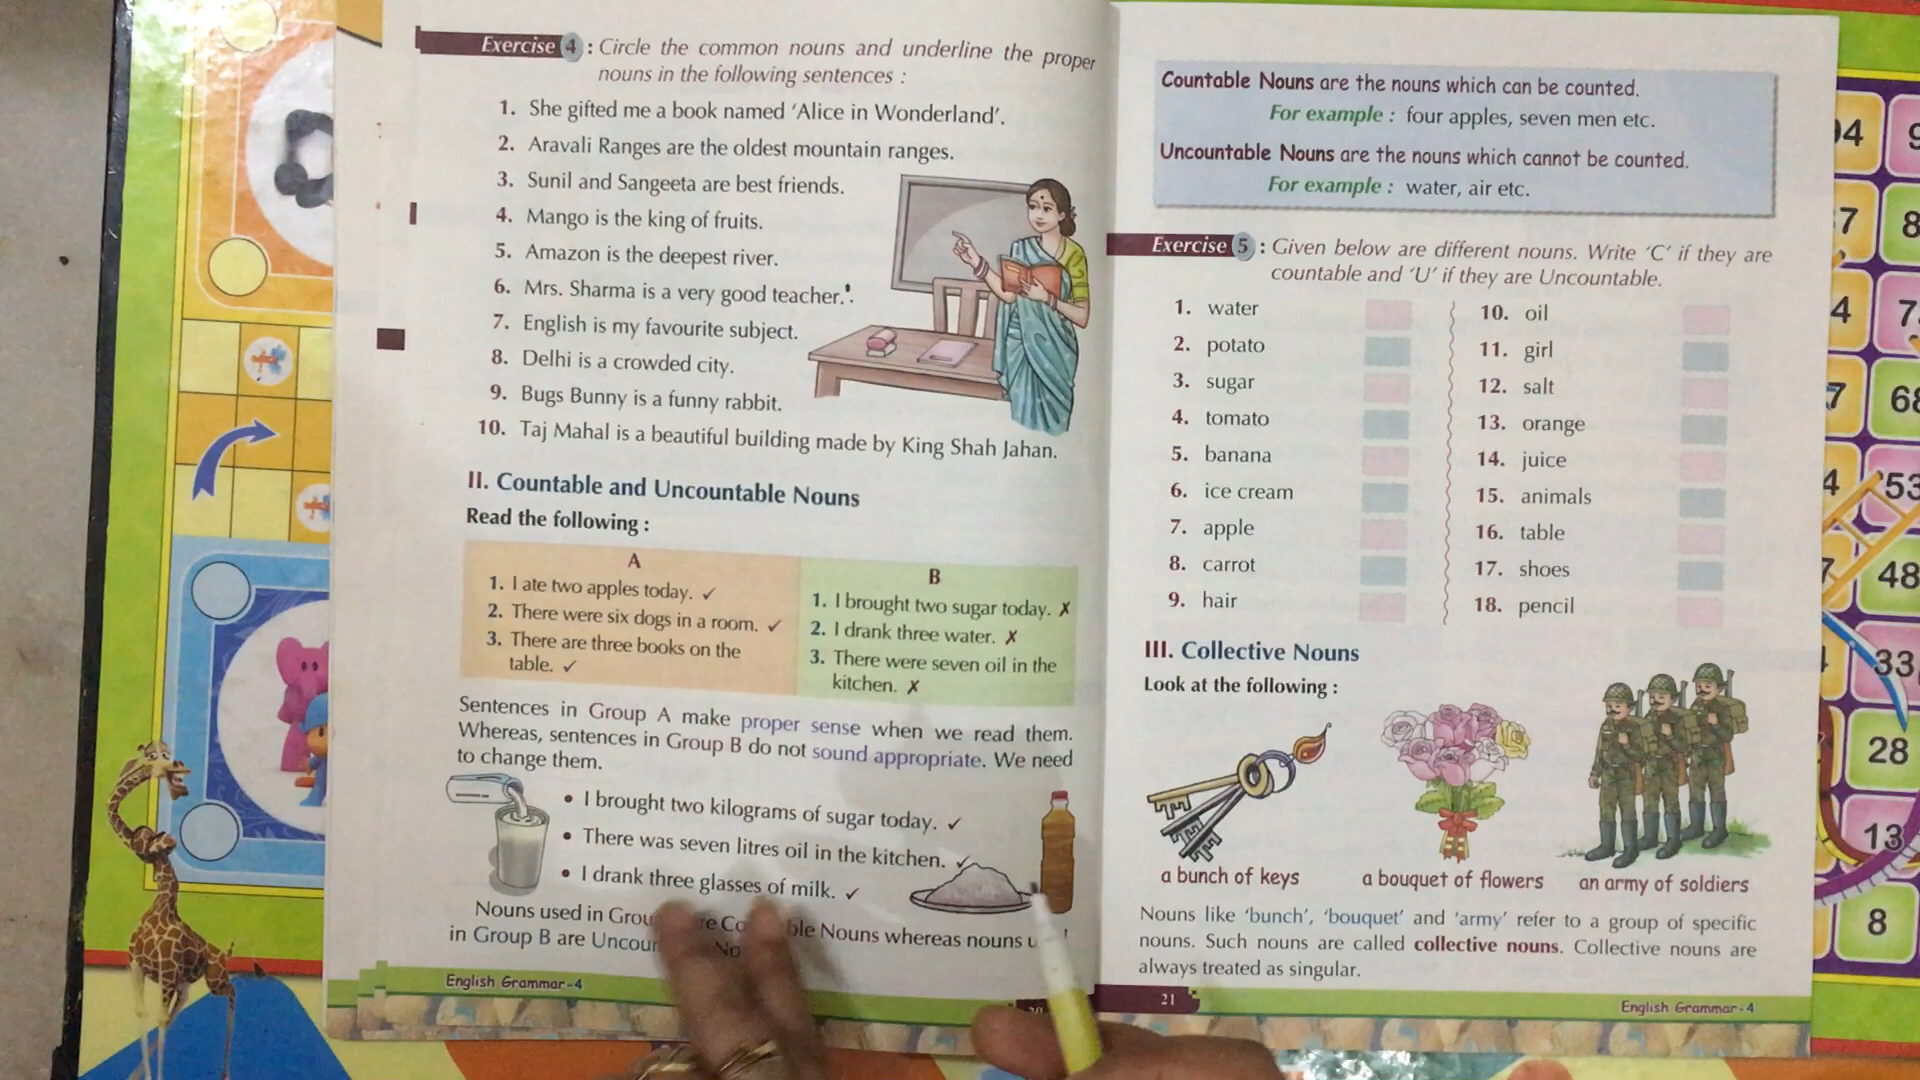 Exercise 4 : Circle the common nouns and underline the proper
nouns in the following sentences :
1. She gifted me a book named ‘Alice in Wonderland’.
2. Aravali Ranges are the oldest mountain ranges.
3. Sunil and Sangeeta are best friends.
4. Mango is the king of fruits.
5. Amazon is the deepest river.
6. Mrs. Sharma is a very good teacher.
7. English is my favourite subject.
8. Delhi is a crowded city.
9. Bugs Bunny is a funny rabbit.
10. Taj Mahal is a beautiful building made by King Shah Jahan.
II. Countable and Uncountable Nouns
Read the following :
A
1. I ate two apples today. ✓
2. There were six dogs in a room. ✓
3. There are three books on the
table. ✓
B
1. I brought two sugar today. ✗
2. I drank three water. ✗
3. There were seven oil in the
kitchen. ✗
Sentences in Group A make proper sense when we read them.
Whereas, sentences in Group B do not sound appropriate. We need
to change them.
• I brought two kilograms of sugar today. ✓
• There was seven litres oil in the kitchen. ✓
• I drank three glasses of milk. ✓
Nouns used in Nouns whereas nouns
in Group B are
English Grammar-4
20
Countable Nouns are the nouns which can be counted.
For example : four apples, seven men etc.
Uncountable Nouns are the nouns which cannot be counted.
For example : water, air etc.
Exercise 5 : Given below are different nouns. Write ‘C’ if they are
countable and ‘U’ if they are Uncountable.
1. water
2. potato
3. sugar
4. tomato
5. banana
6. ice cream
7. apple
8. carrot
9. hair
10. oil
11. girl
12. salt
13. orange
14. juice
15. animals
16. table
17. shoes
18. pencil
III. Collective Nouns
Look at the following :
a bunch of keys
a bouquet of flowers
an army of soldiers
Nouns like ‘bunch’, ‘bouquet’ and ‘army’ refer to a group of specific
nouns. Such nouns are called collective nouns. Collective nouns are
always treated as singular.
21
English Grammar-4
68
53
48
33
28
13
8